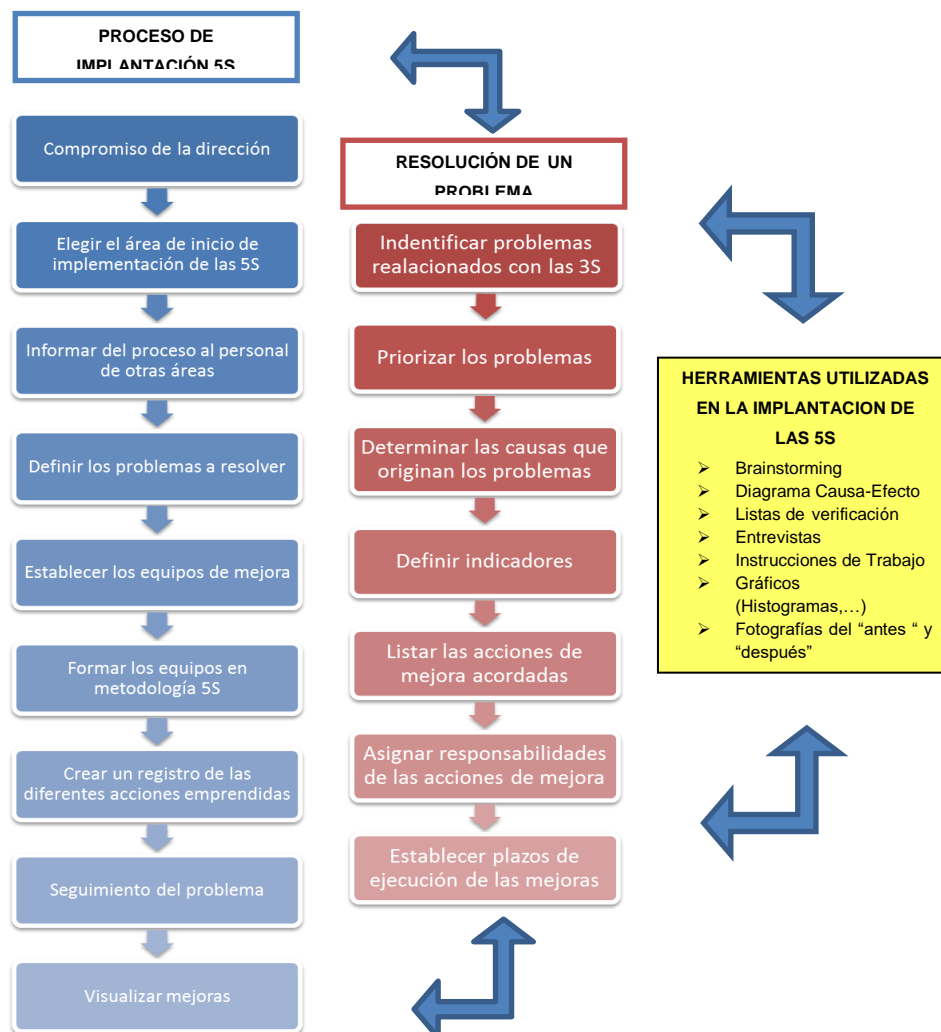 PROCESO DE
IMPLANTACIÓN 5S
Compromiso de la dirección
Elegir el área de inicio de
implementación de las 5S
Informar del proceso al personal
de otras áreas
Definir los problemas a resolver
Establecer los equipos de mejora
Formar los equipos en
metodología 5S
Crear un registro de las
diferentes acciones emprendidas
Seguimiento del problema
Visualizar mejoras
RESOLUCIÓN DE UN
PROBLEMA
Indentificar problemas
realacionados con las 3S
Priorizar los problemas
Determinar las causas que
originan los problemas
Definir indicadores
Listar las acciones de
mejora acordadas
Asignar responsabilidades
de las acciones de mejora
Establecer plazos de
ejecución de las mejoras
HERRAMIENTAS UTILIZADAS
EN LA IMPLANTACION DE
LAS 5S
➢ Brainstorming
➢ Diagrama Causa-Efecto
➢ Listas de verificación
➢ Entrevistas
➢ Instrucciones de Trabajo
➢ Gráficos
(Histogramas,…)
➢ Fotografías del “antes “ y
“después”